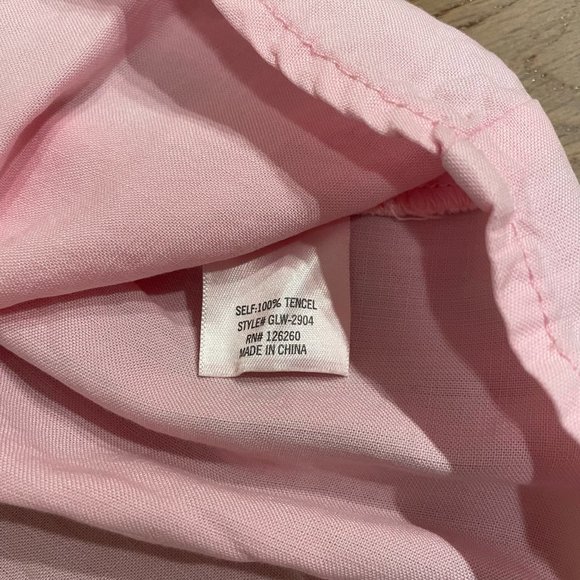 SELF:100% TENCEL
STYLE# GLW-2904
RN# 126260
MADE IN CHINA